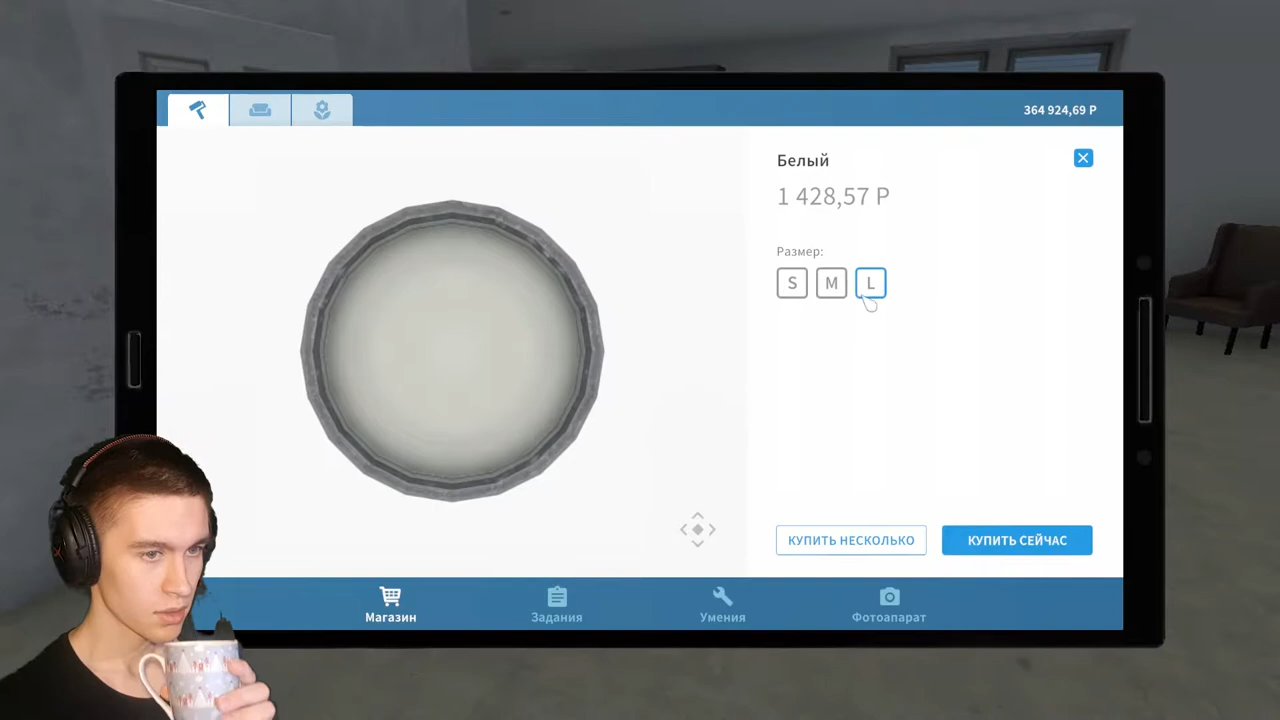 364 924,69 Р
Белый
1 428,57 Р
Размер:
S M L
КУПИТЬ НЕСКОЛЬКО
КУПИТЬ СЕЙЧАС
Магазин
Задания
Умения
Фотоапарат